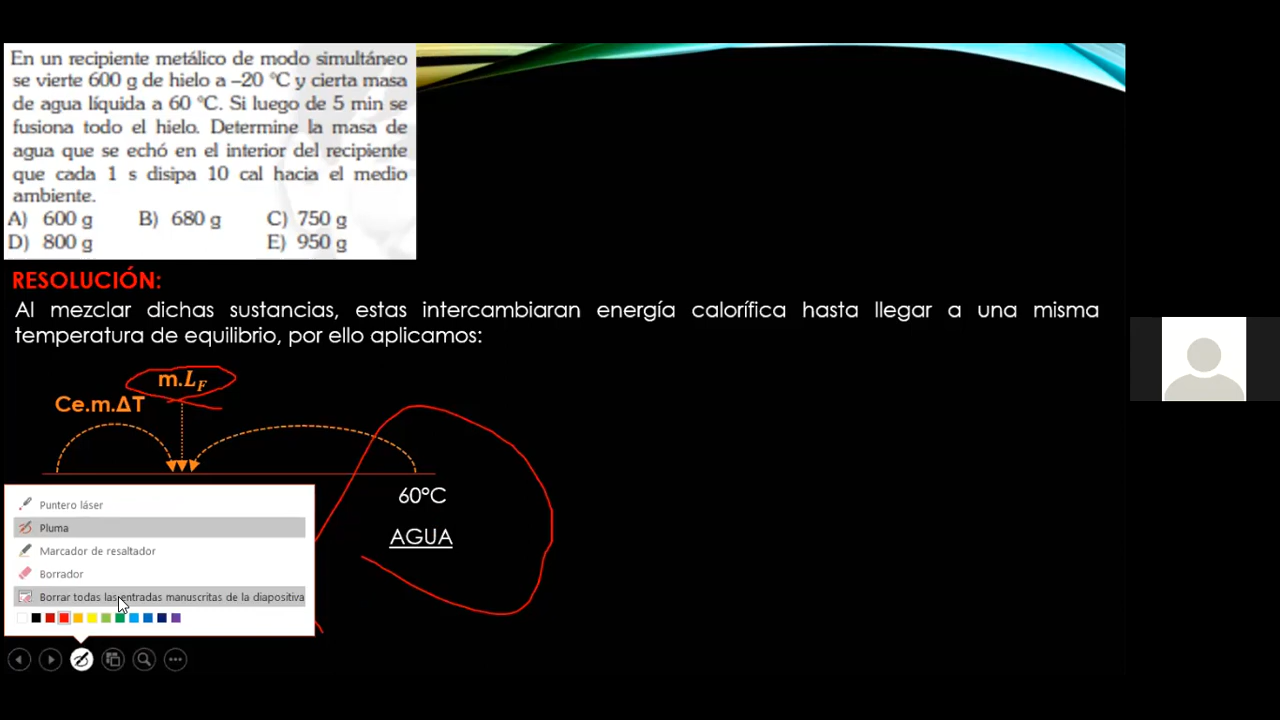 En un recipiente metálico de modo simultáneo
se vierte 600 g de hielo a –20 °C y cierta masa
de agua líquida a 60 °C. Si luego de 5 min se
fusiona todo el hielo. Determine la masa de
agua que se echó en el interior del recipiente
que cada 1 s disipa 10 cal hacia el medio
ambiente.
A) 600 g B) 680 g C) 750 g
D) 800 g E) 950 g
RESOLUCIÓN:
Al mezclar dichas sustancias, estas intercambiaran energía calorífica hasta llegar a una misma
temperatura de equilibrio, por ello aplicamos:
m.L_F
Ce.m.ΔT
60°C
AGUA
Puntero láser
Pluma
Marcador de resaltador
Borrador
Borrar todas las entradas manuscritas de la diapositiva